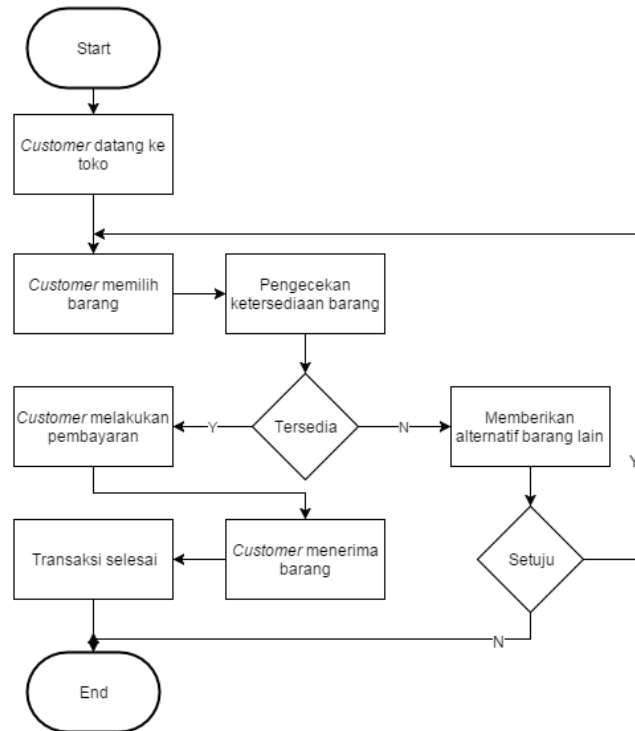 Start
Customer datang ke
toko
Customer memilih
barang
Pengecekan
ketersediaan barang
Customer melakukan
pembayaran
Y
Tersedia
N
Memberikan
alternatif barang lain
Y
Transaksi selesai
Customer menerima
barang
Setuju
N
End